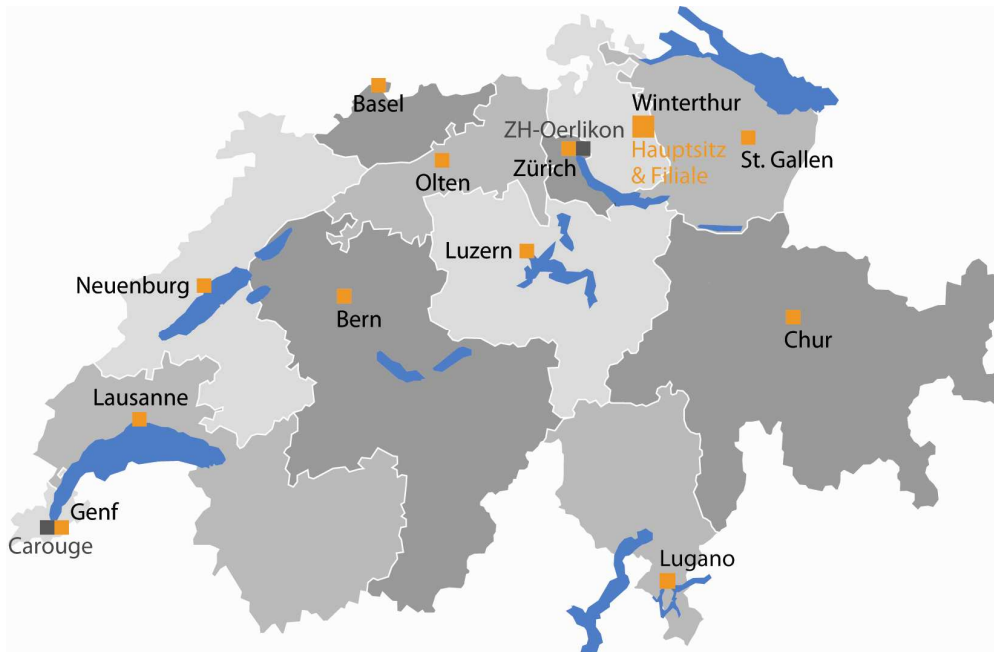 Basel
Winterthur
ZH-Oerlikon
Hauptsitz
& Filiale
St. Gallen
Zürich
Olten
Luzern
Neuenburg
Bern
Chur
Lausanne
Genf
Carouge
Lugano